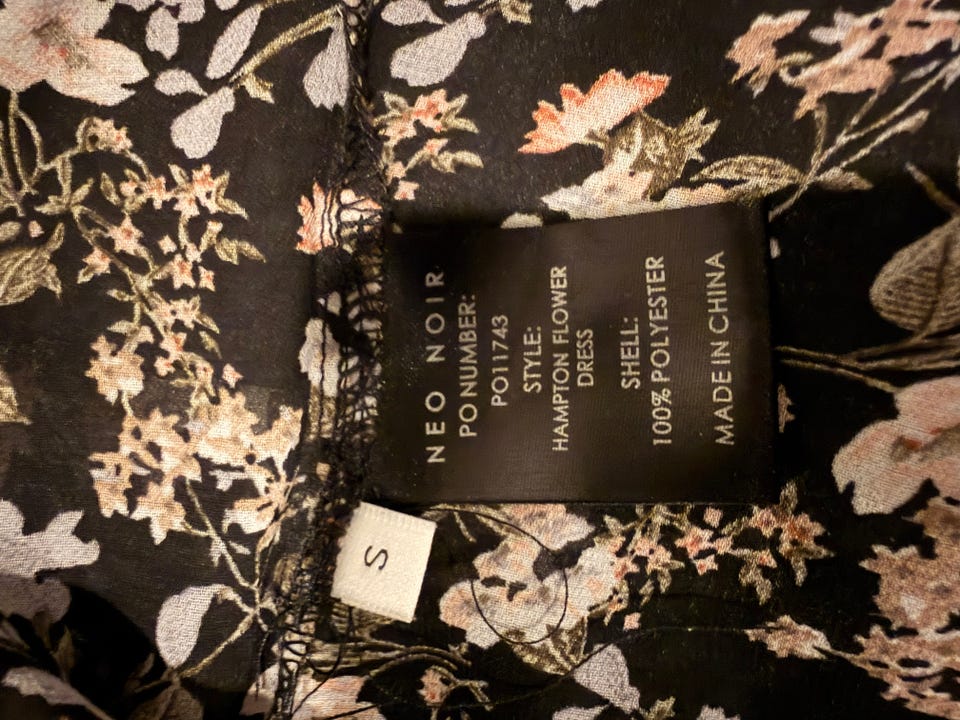 NEO NOIR
PO NUMBER:
PO11743
STYLE:
HAMPTON FLOWER
DRESS
SHELL:
100% POLYESTER
MADE IN CHINA
S